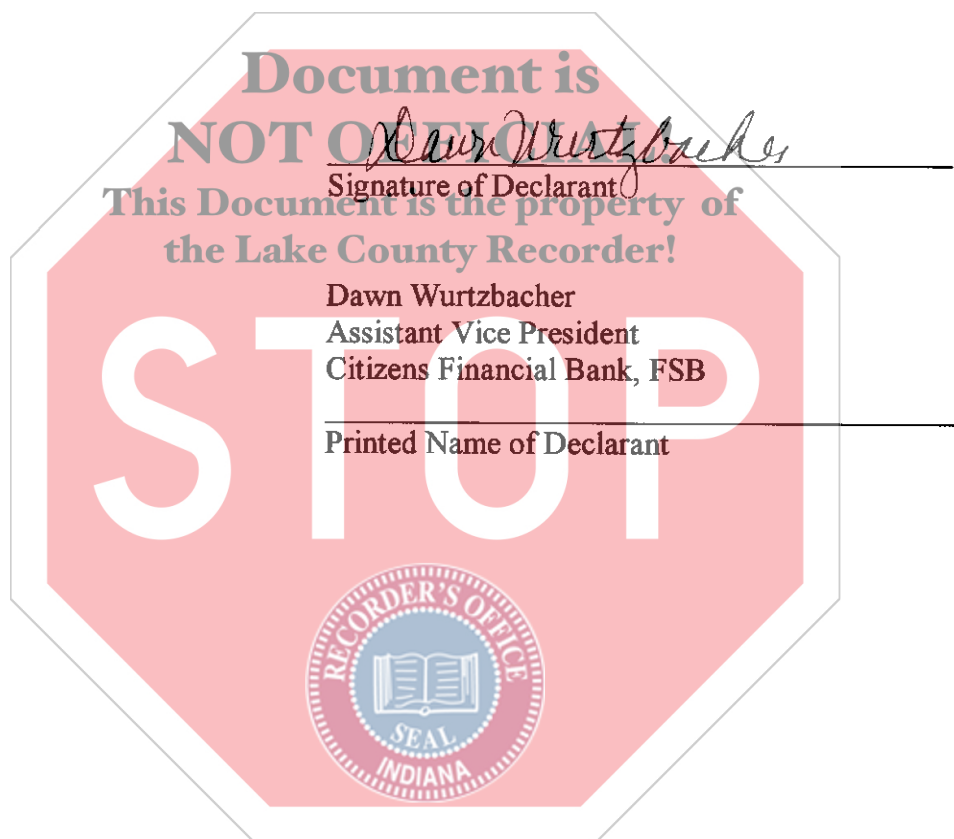 Document is
NOT OFFICIAL!
Dawn Wurtzbacher
Signature of Declarant
This Document is the property of
the Lake County Recorder!
Dawn Wurtzbacher
Assistant Vice President
Citizens Financial Bank, FSB
Printed Name of Declarant
STOP
RECORDER'S OFFICE
SEAL
INDIANA